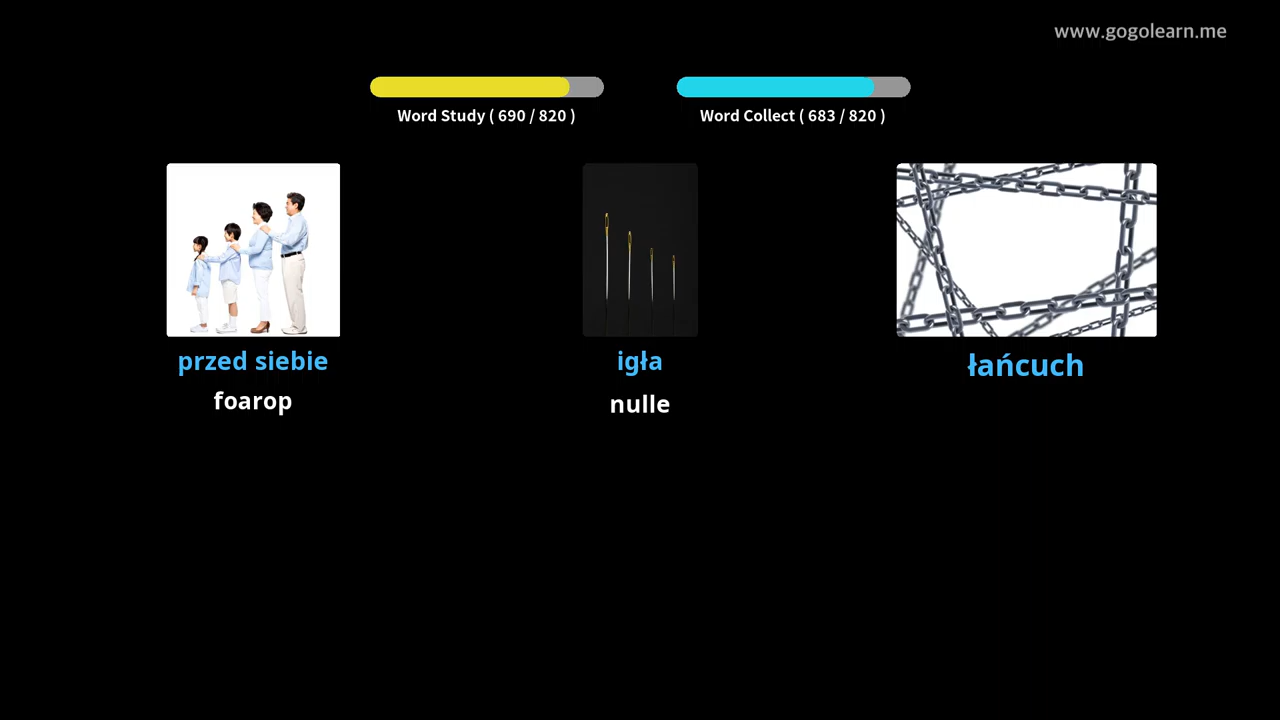 www.gogolearn.me
Word Study ( 690 / 820 )
Word Collect ( 683 / 820 )
przed siebie
igła
łańcuch
foarop
nulle